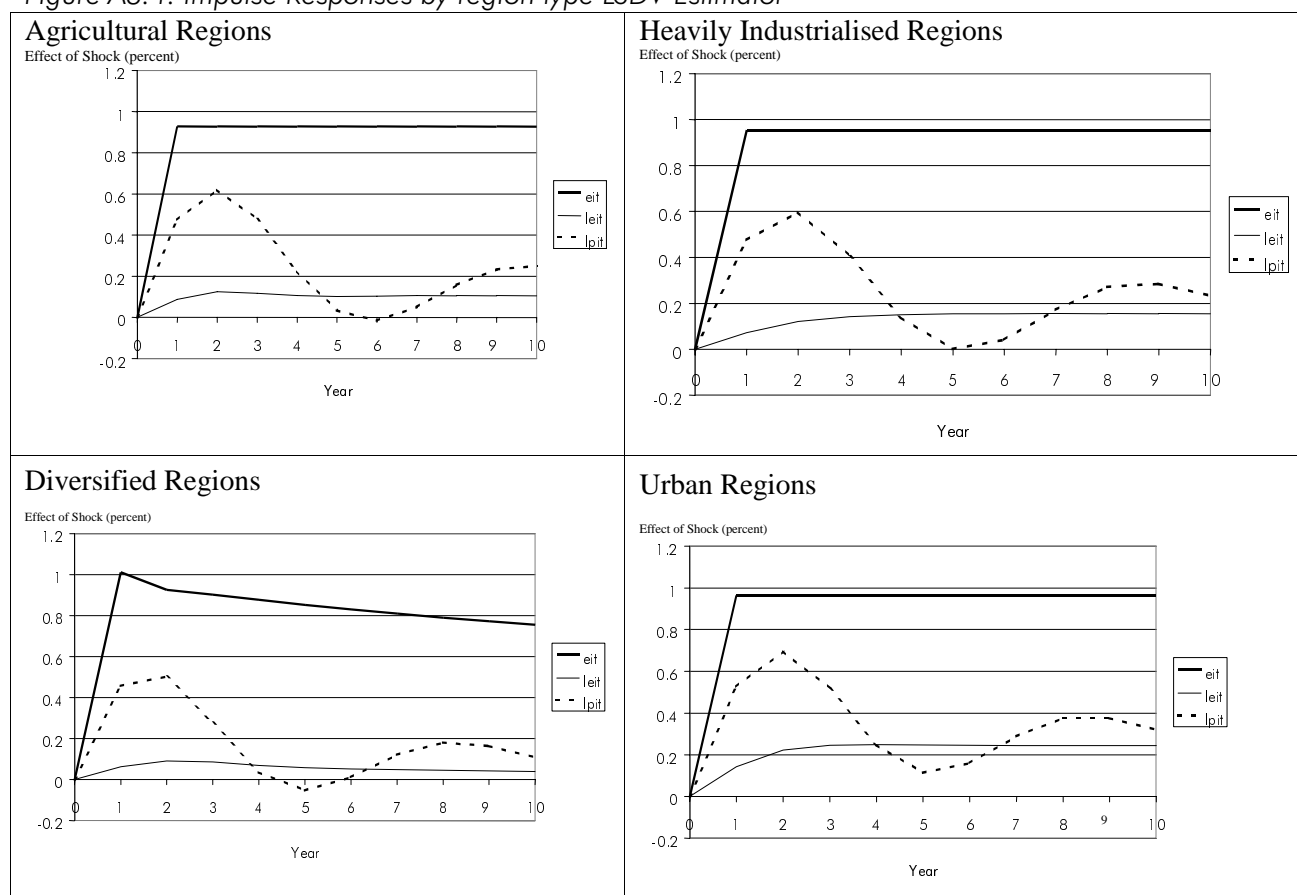 Figure A6.1: Impulse Responses by region type LSDV Estimator
Agricultural Regions
Effect of Shock (percent)
1.2
1
0.8
0.6
0.4
0.2
0
-0.2
0 1 2 3 4 5 6 7 8 9 10
Year
eit
leit
lpit
Heavily Industrialised Regions
Effect of Shock (percent)
1.2
1
0.8
0.6
0.4
0.2
0
-0.2
0 1 2 3 4 5 6 7 8 9 10
Year
eit
leit
lpit
Diversified Regions
Effect of Shock (percent)
1.2
1
0.8
0.6
0.4
0.2
0
-0.2
0 1 2 3 4 5 6 7 8 9 10
Year
eit
leit
lpit
Urban Regions
Effect of Shock (percent)
1.2
1
0.8
0.6
0.4
0.2
0
-0.2
0 1 2 3 4 5 6 7 8 9 10
Year
eit
leit
lpit